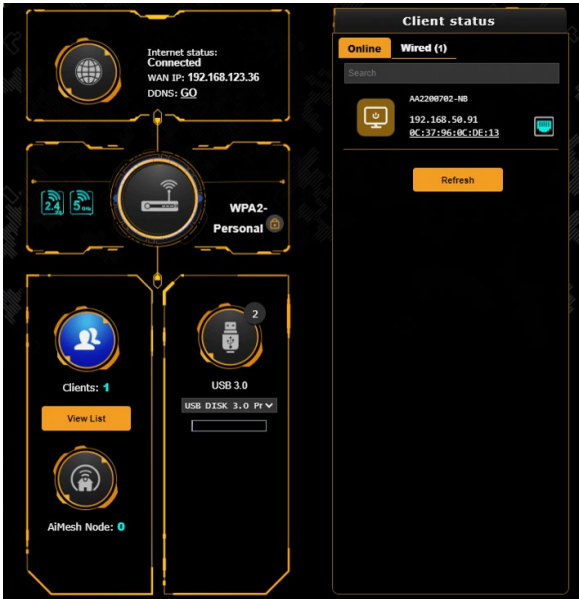 Internet status:
Connected
WAN IP: 192.168.123.36
DDNS: GO
2.4 GHz
5 GHz
WPA2-
Personal
Clients: 1
View List
AiMesh Node: 0
2
USB 3.0
USB DISK 3.0 Pr
Client status
Online
Wired (1)
Search
AA2200702-NB
192.168.50.91
0C:37:96:0C:DE:13
Refresh